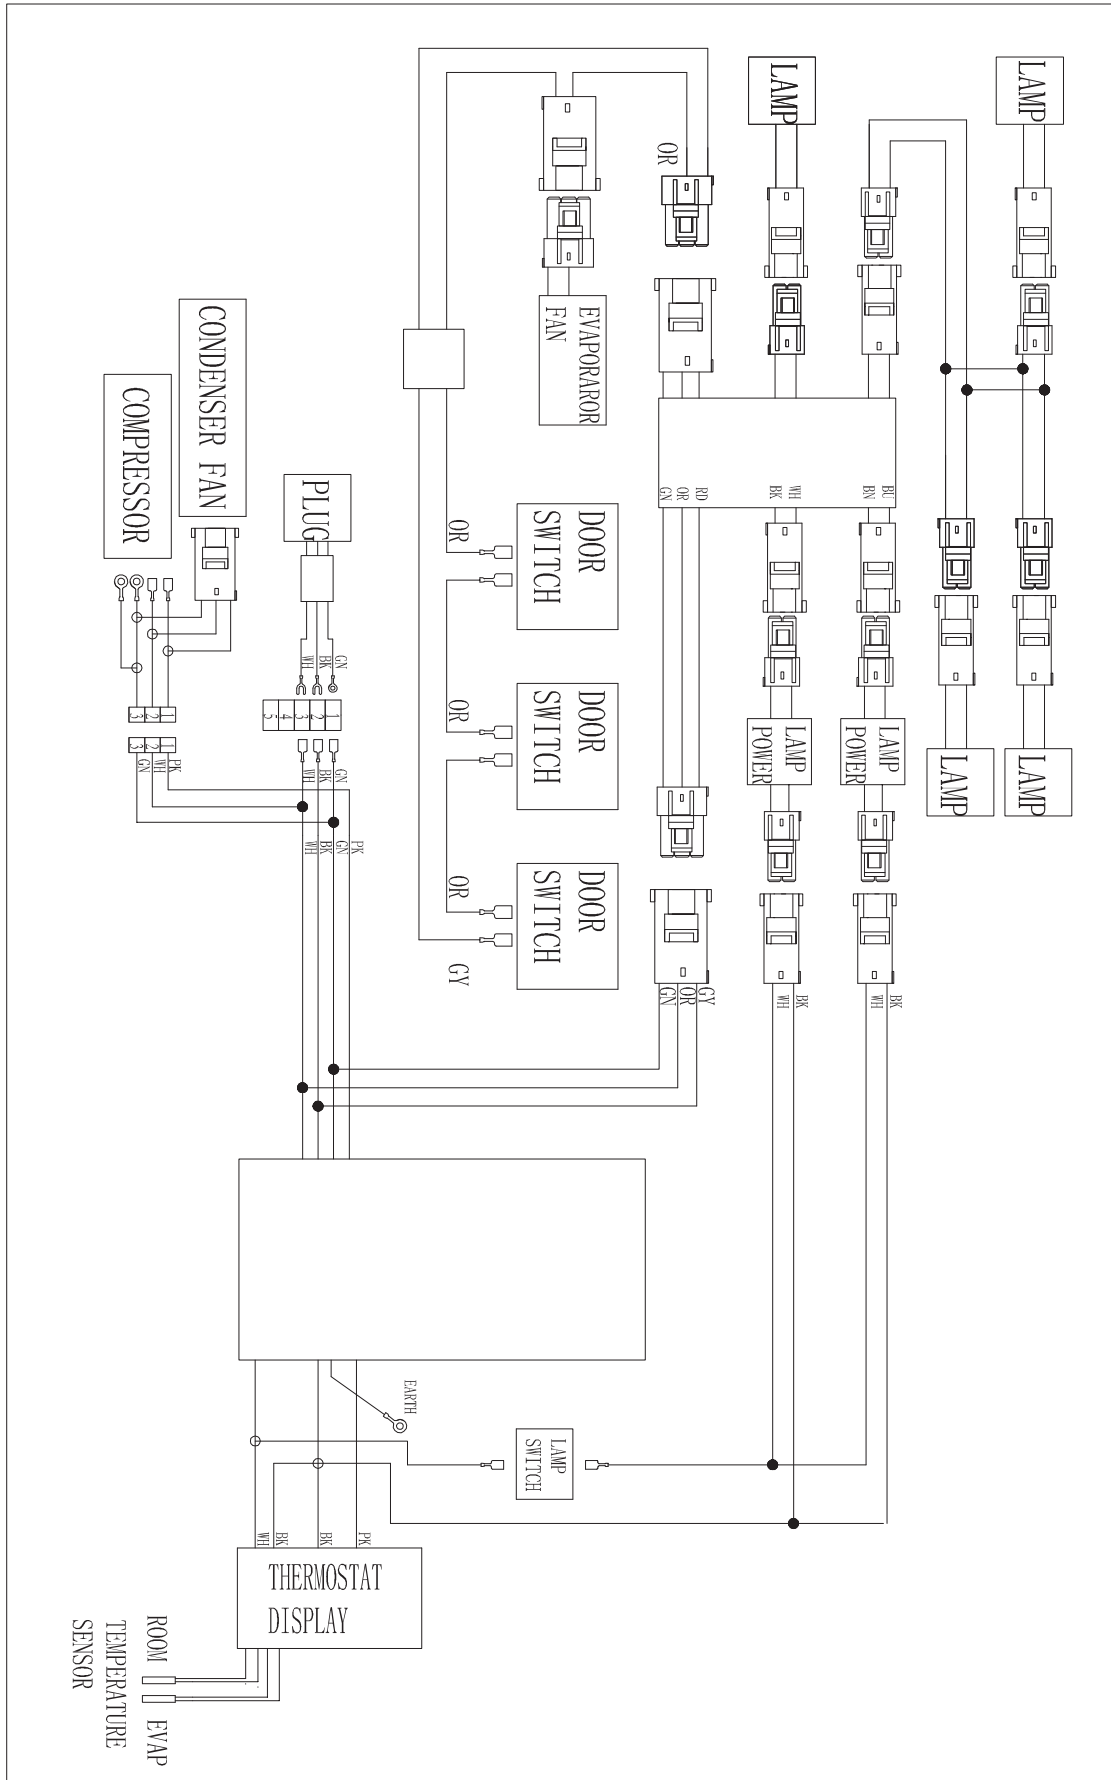 LAMP
LAMP
OR
EVAPORAROR
FAN
CONDENSER FAN
COMPRESSOR
PLUG
GN
OR
RD
BK
WH
BN
BU
DOOR
SWITCH
OR
DOOR
SWITCH
OR
DOOR
SWITCH
OR
GY
WH
BK
GN
5
4
3
2
1
3
2
1
3
2
1
GN
WH
PK
WH
BK
GN
WH
BK
GN
PK
LAMP
POWER
LAMP
POWER
LAMP
LAMP
GN
OR
GY
WH
BK
WH
BK
EARTH
LAMP
SWITCH
WH
BK
BK
PK
THERMOSTAT
DISPLAY
ROOM
TEMPERATURE
SENSOR
EVAP